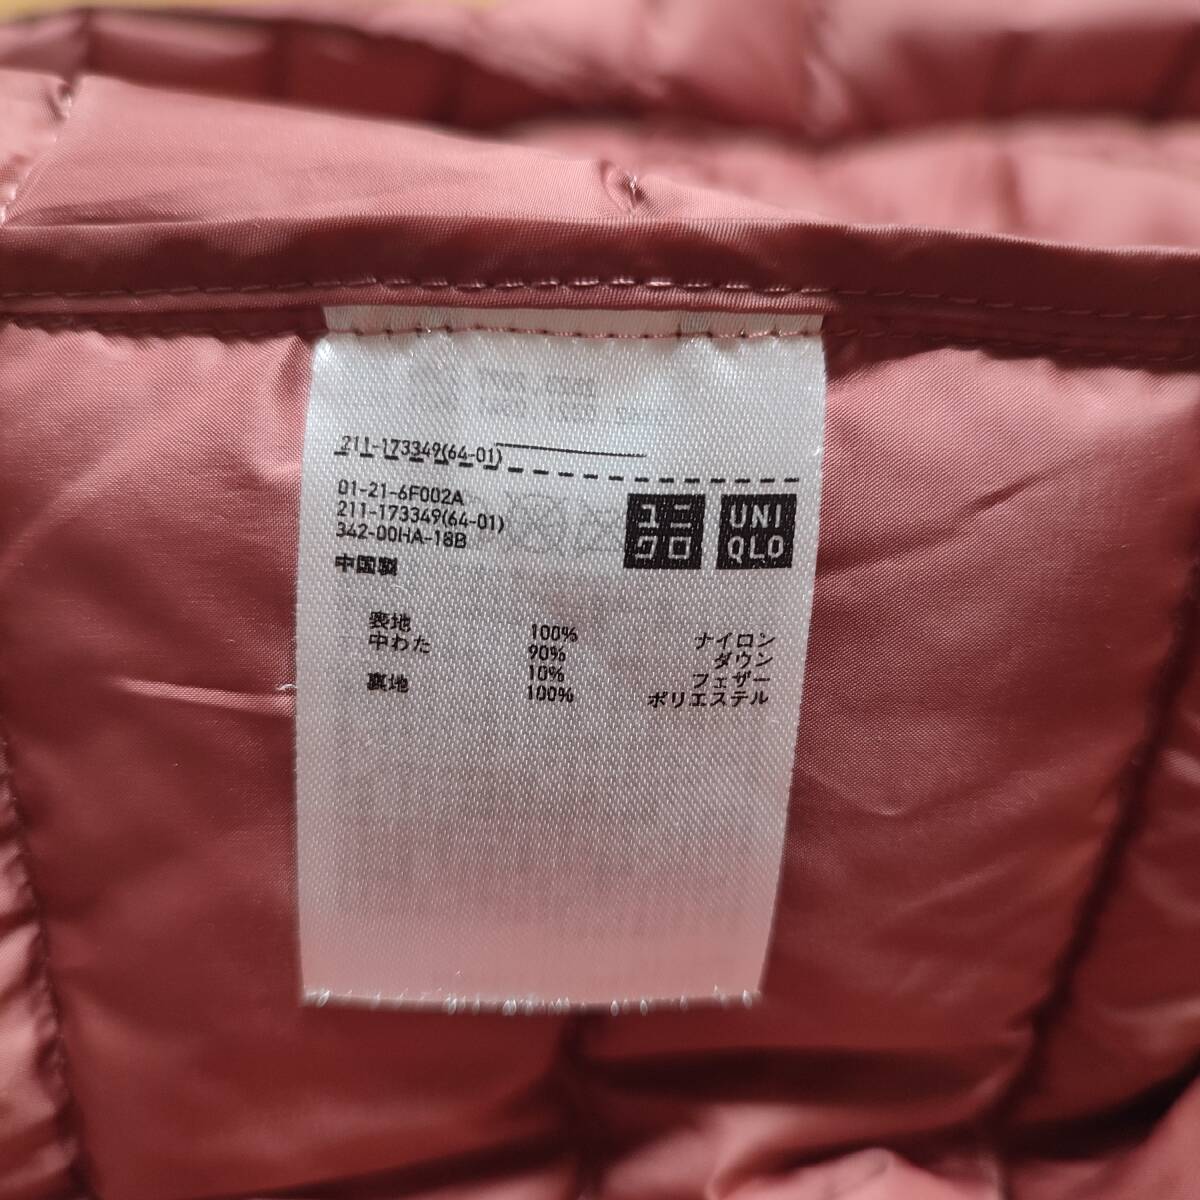 211-173349(64-01)
01-21-6F002A
211-173349(64-01)
342-00HA-18B
中国製
ユニ
クロ
UNI
QLO
表地 100% ナイロン
中わた 90% ダウン
10% フェザー
裏地 100% ポリエステル